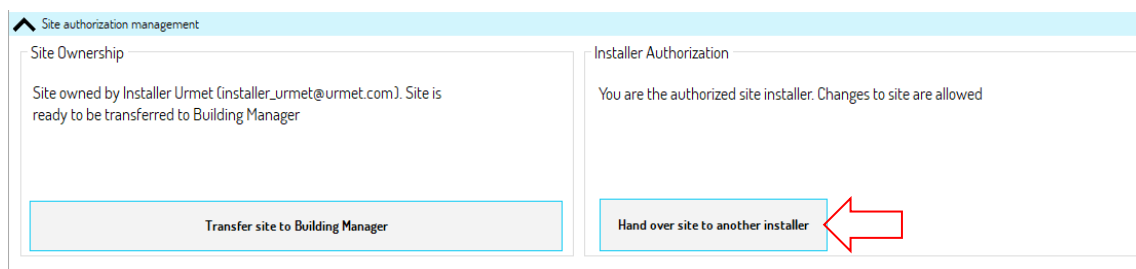 Site authorization management
Site Ownership
Site owned by Installer Urmet (installer_urmet@urmet.com). Site is
ready to be transferred to Building Manager
Transfer site to Building Manager
Installer Authorization
You are the authorized site installer. Changes to site are allowed
Hand over site to another installer